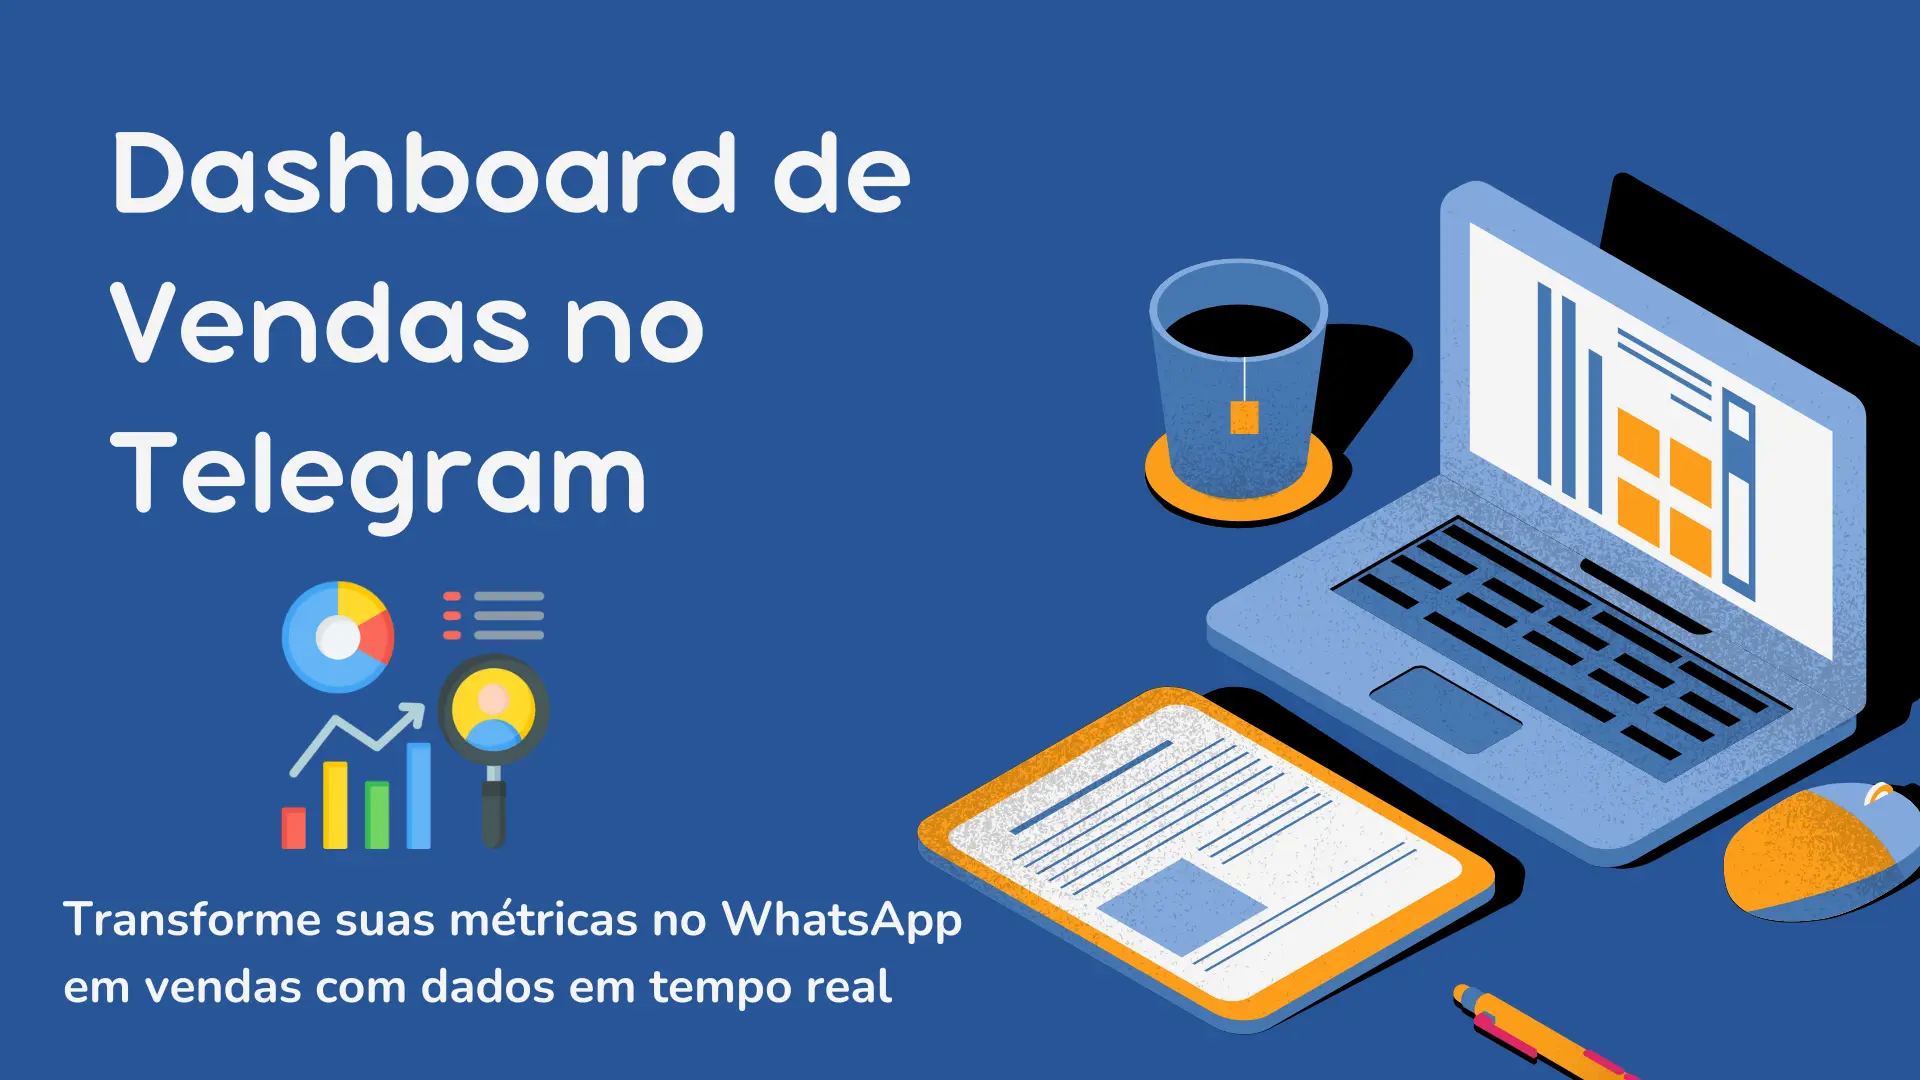 Dashboard de
Vendas no
Telegram
Transforme suas métricas no WhatsApp
em vendas com dados em tempo real